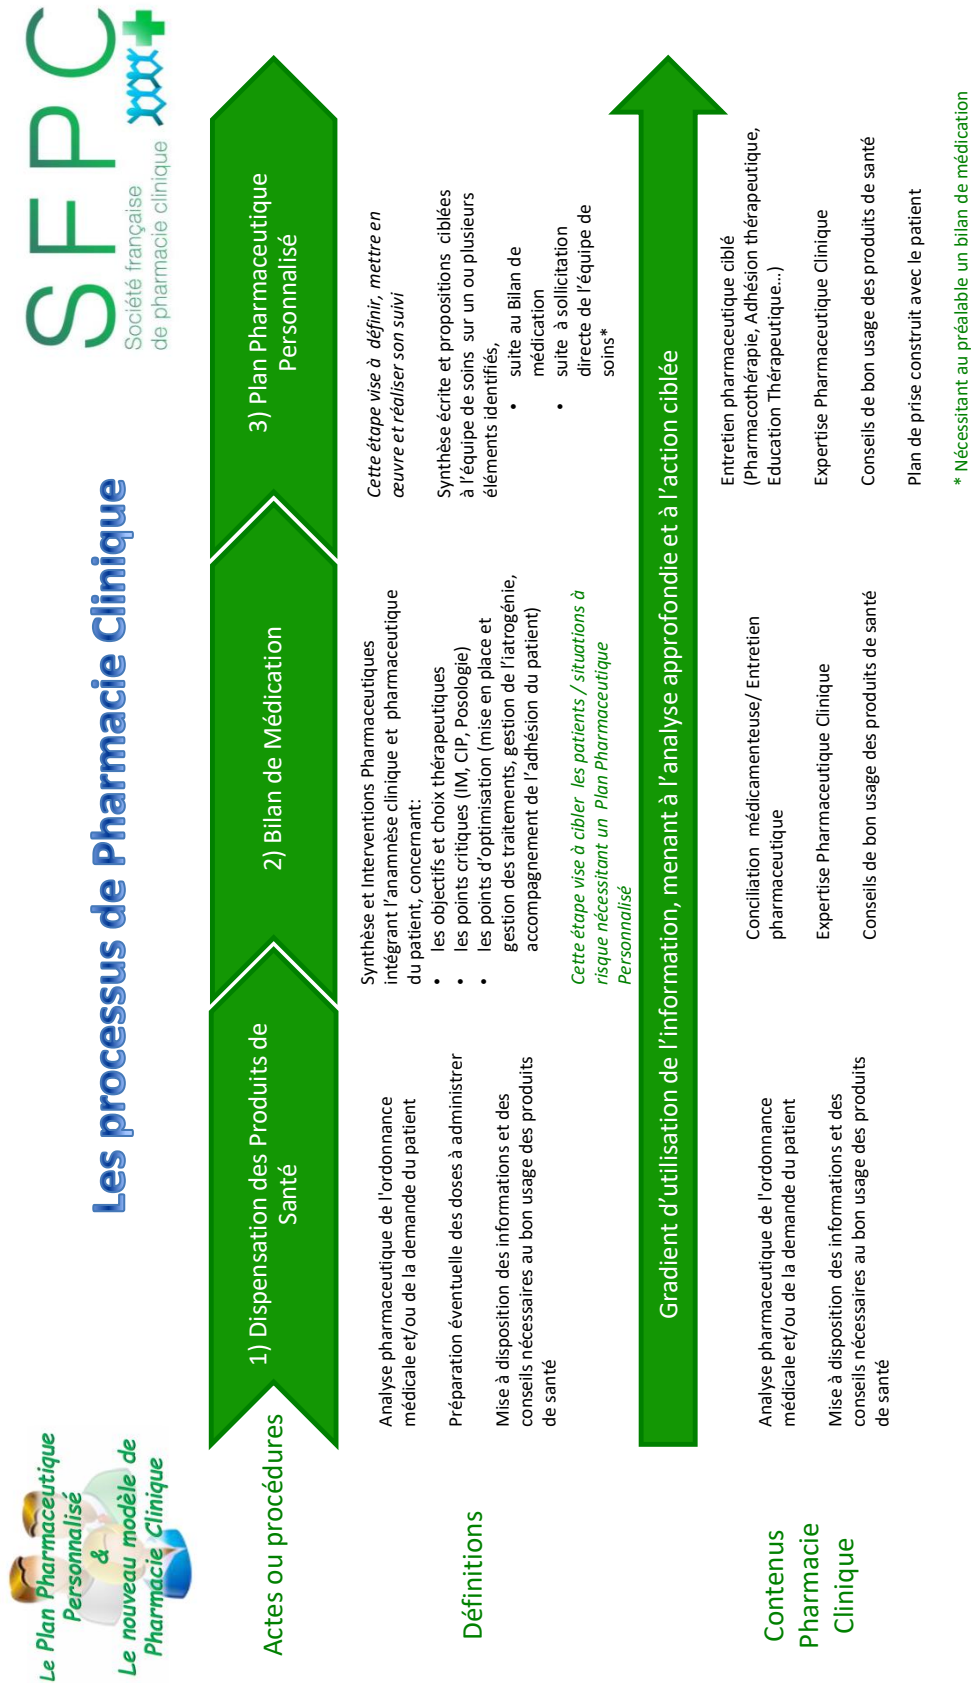 Le Plan Pharmaceutique
Personnalisé
&
Le nouveau modèle de
Pharmacie Clinique
Les processus de Pharmacie Clinique
SFPC
Société française
de pharmacie clinique
Actes ou procédures
1) Dispensation des Produits de
Santé
2) Bilan de Médication
3) Plan Pharmaceutique
Personnalisé
Définitions
Analyse pharmaceutique de l'ordonnance
médicale et/ou de la demande du patient
Préparation éventuelle des doses à administrer
Mise à disposition des informations et des
conseils nécessaires au bon usage des produits
de santé
Synthèse et Interventions Pharmaceutiques
intégrant l'anamnèse clinique et pharmaceutique
du patient, concernant:
• les objectifs et choix thérapeutiques
• les points critiques (IM, CIP, Posologie)
• les points d'optimisation (mise en place et
gestion des traitements, gestion de l'iatrogénie,
accompagnement de l'adhésion du patient)
Cette étape vise à cibler les patients / situations à
risque nécessitant un Plan Pharmaceutique
Personnalisé
Cette étape vise à définir, mettre en
œuvre et réaliser son suivi
Synthèse écrite et propositions ciblées
à l'équipe de soins sur un ou plusieurs
éléments identifiés,
• suite au Bilan de
médication
• suite à sollicitation
directe de l'équipe de
soins*
Gradient d'utilisation de l'information, menant à l'analyse approfondie et à l'action ciblée
Contenus
Pharmacie
Clinique
Analyse pharmaceutique de l'ordonnance
médicale et/ou de la demande du patient
Mise à disposition des informations et des
conseils nécessaires au bon usage des produits
de santé
Conciliation médicamenteuse/ Entretien
pharmaceutique
Expertise Pharmaceutique Clinique
Conseils de bon usage des produits de santé
Entretien pharmaceutique ciblé
(Pharmacothérapie, Adhésion thérapeutique,
Education Thérapeutique...)
Expertise Pharmaceutique Clinique
Conseils de bon usage des produits de santé
Plan de prise construit avec le patient
* Nécessitant au préalable un bilan de médication